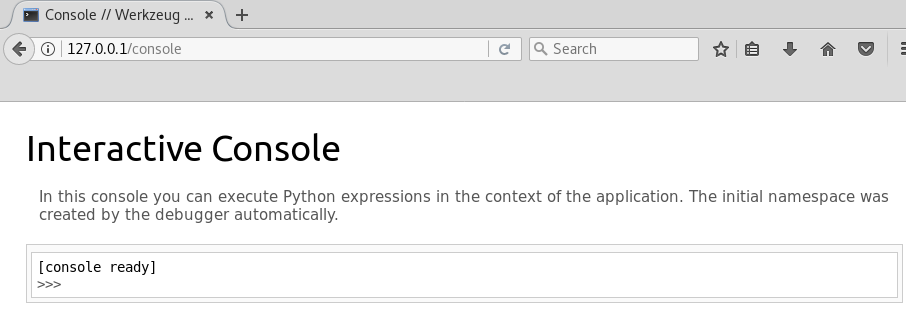 Console // Werkzeug ...
127.0.0.1/console
Search
Interactive Console
In this console you can execute Python expressions in the context of the application. The initial namespace was
created by the debugger automatically.
[console ready]
>>>